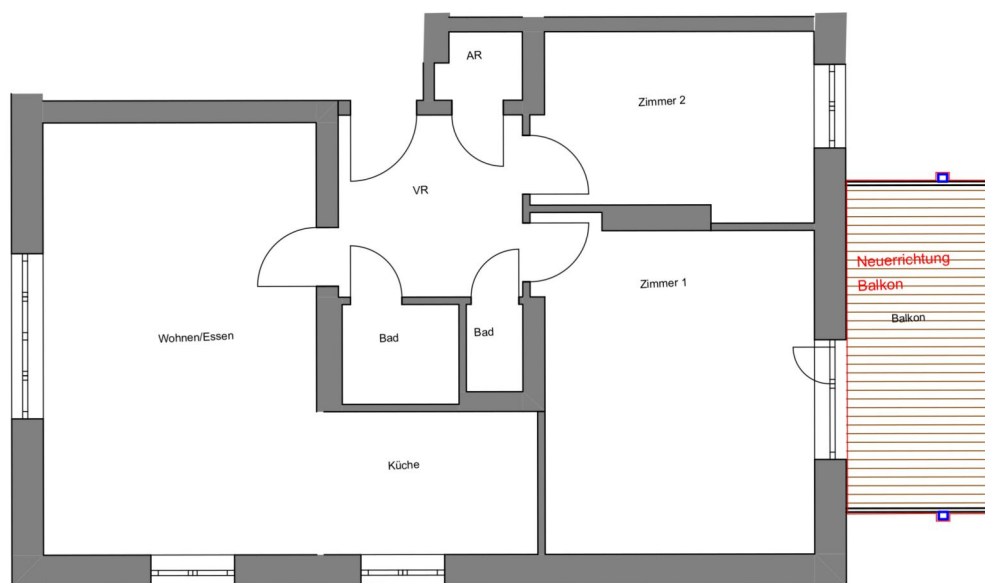 AR
Zimmer 2
VR
Neuerrichtung
Balkon
Zimmer 1
Balkon
Wohnen/Essen
Bad
Bad
Küche